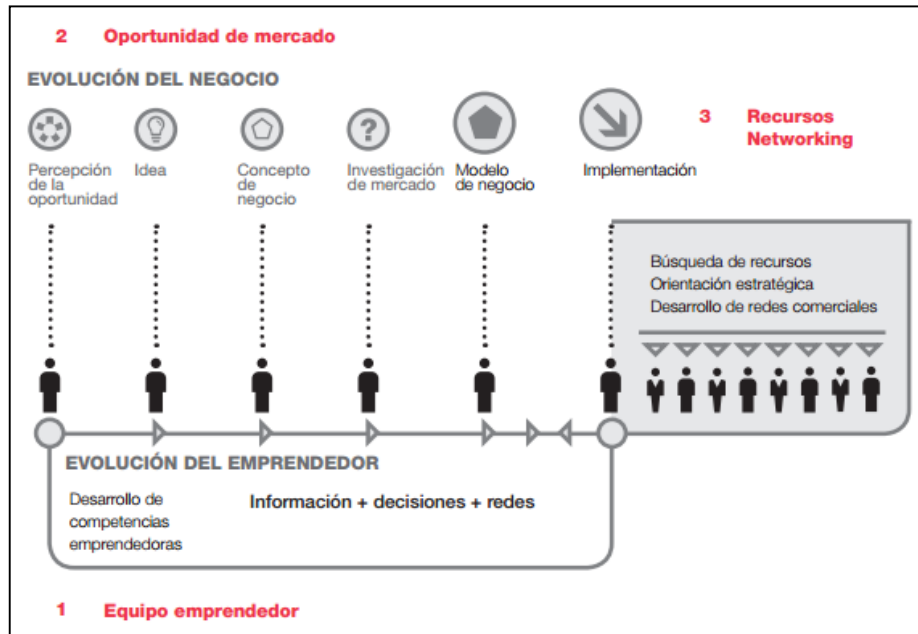 2 Oportunidad de mercado
EVOLUCIÓN DEL NEGOCIO
Percepción
de la
oportunidad
Idea
Concepto
de
negocio
?
Investigación
de mercado
Modelo
de negocio
Implementación
3 Recursos
Networking
Búsqueda de recursos
Orientación estratégica
Desarrollo de redes comerciales
EVOLUCIÓN DEL EMPRENDEDOR
Desarrollo de
competencias
emprendedoras
Información + decisiones + redes
1 Equipo emprendedor